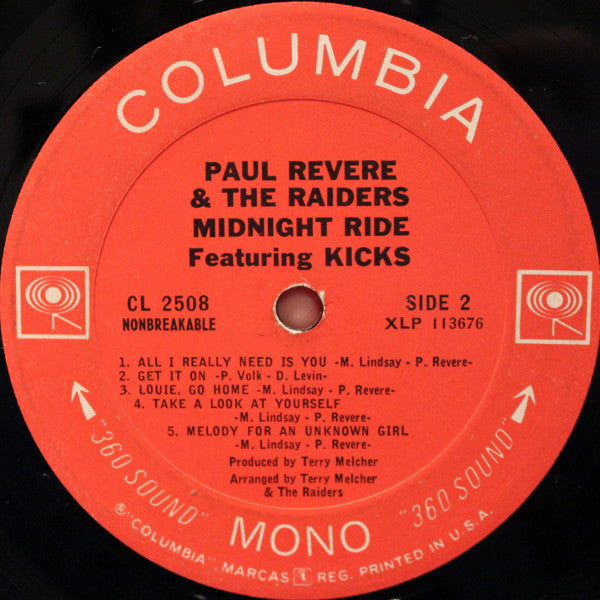 COLUMBIA
PAUL REVERE
& THE RAIDERS
MIDNIGHT RIDE
Featuring KICKS
CL 2508
NONBREAKABLE
SIDE 2
XLP 113676
1. ALL I REALLY NEED IS YOU -M. Lindsay - P. Revere-
2. GET IT ON -P. Volk - D. Levin-
3. LOUIE, GO HOME -M. Lindsay - P. Revere-
4. TAKE A LOOK AT YOURSELF
-M. Lindsay - P. Revere-
5. MELODY FOR AN UNKNOWN GIRL
-M. Lindsay - P. Revere-
Produced by Terry Melcher
Arranged by Terry Melcher
& The Raiders
"360 SOUND"
MONO
"360 SOUND"
® "COLUMBIA", MARCAS REG. PRINTED IN U.S.A.